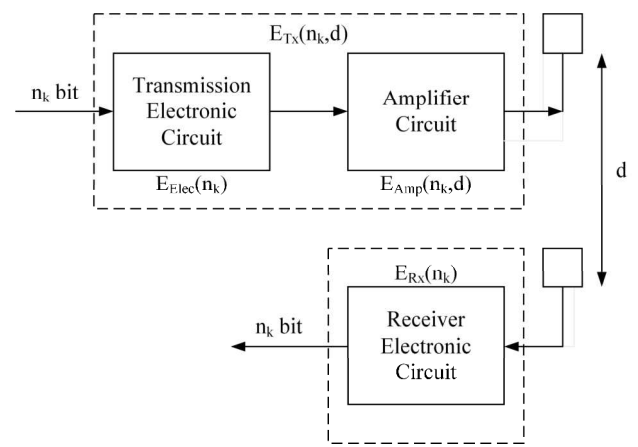 E_Tx(n_k,d)
n_k bit
Transmission
Electronic
Circuit
Amplifier
Circuit
E_Elec(n_k)
E_Amp(n_k,d)
d
E_Rx(n_k)
n_k bit
Receiver
Electronic
Circuit